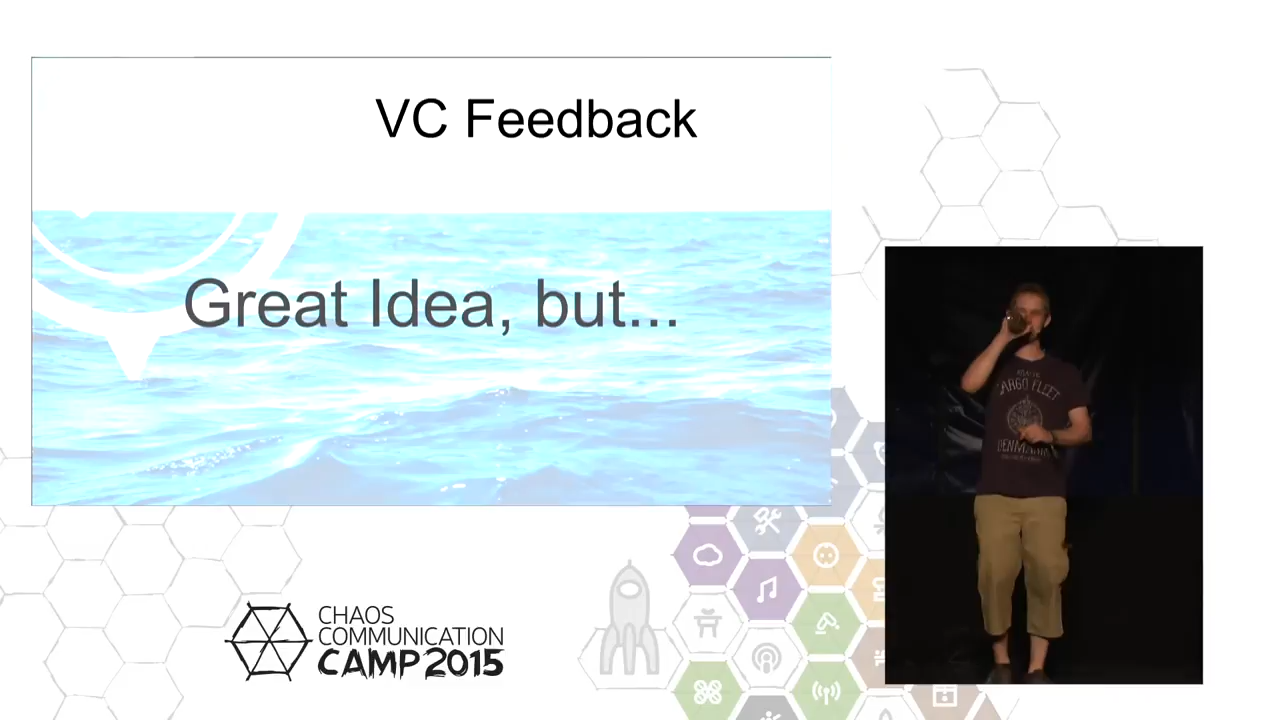 VC Feedback
Great Idea, but...
CARGO FLEET
DENMARK
CHAOS
COMMUNICATION
CAMP 2015